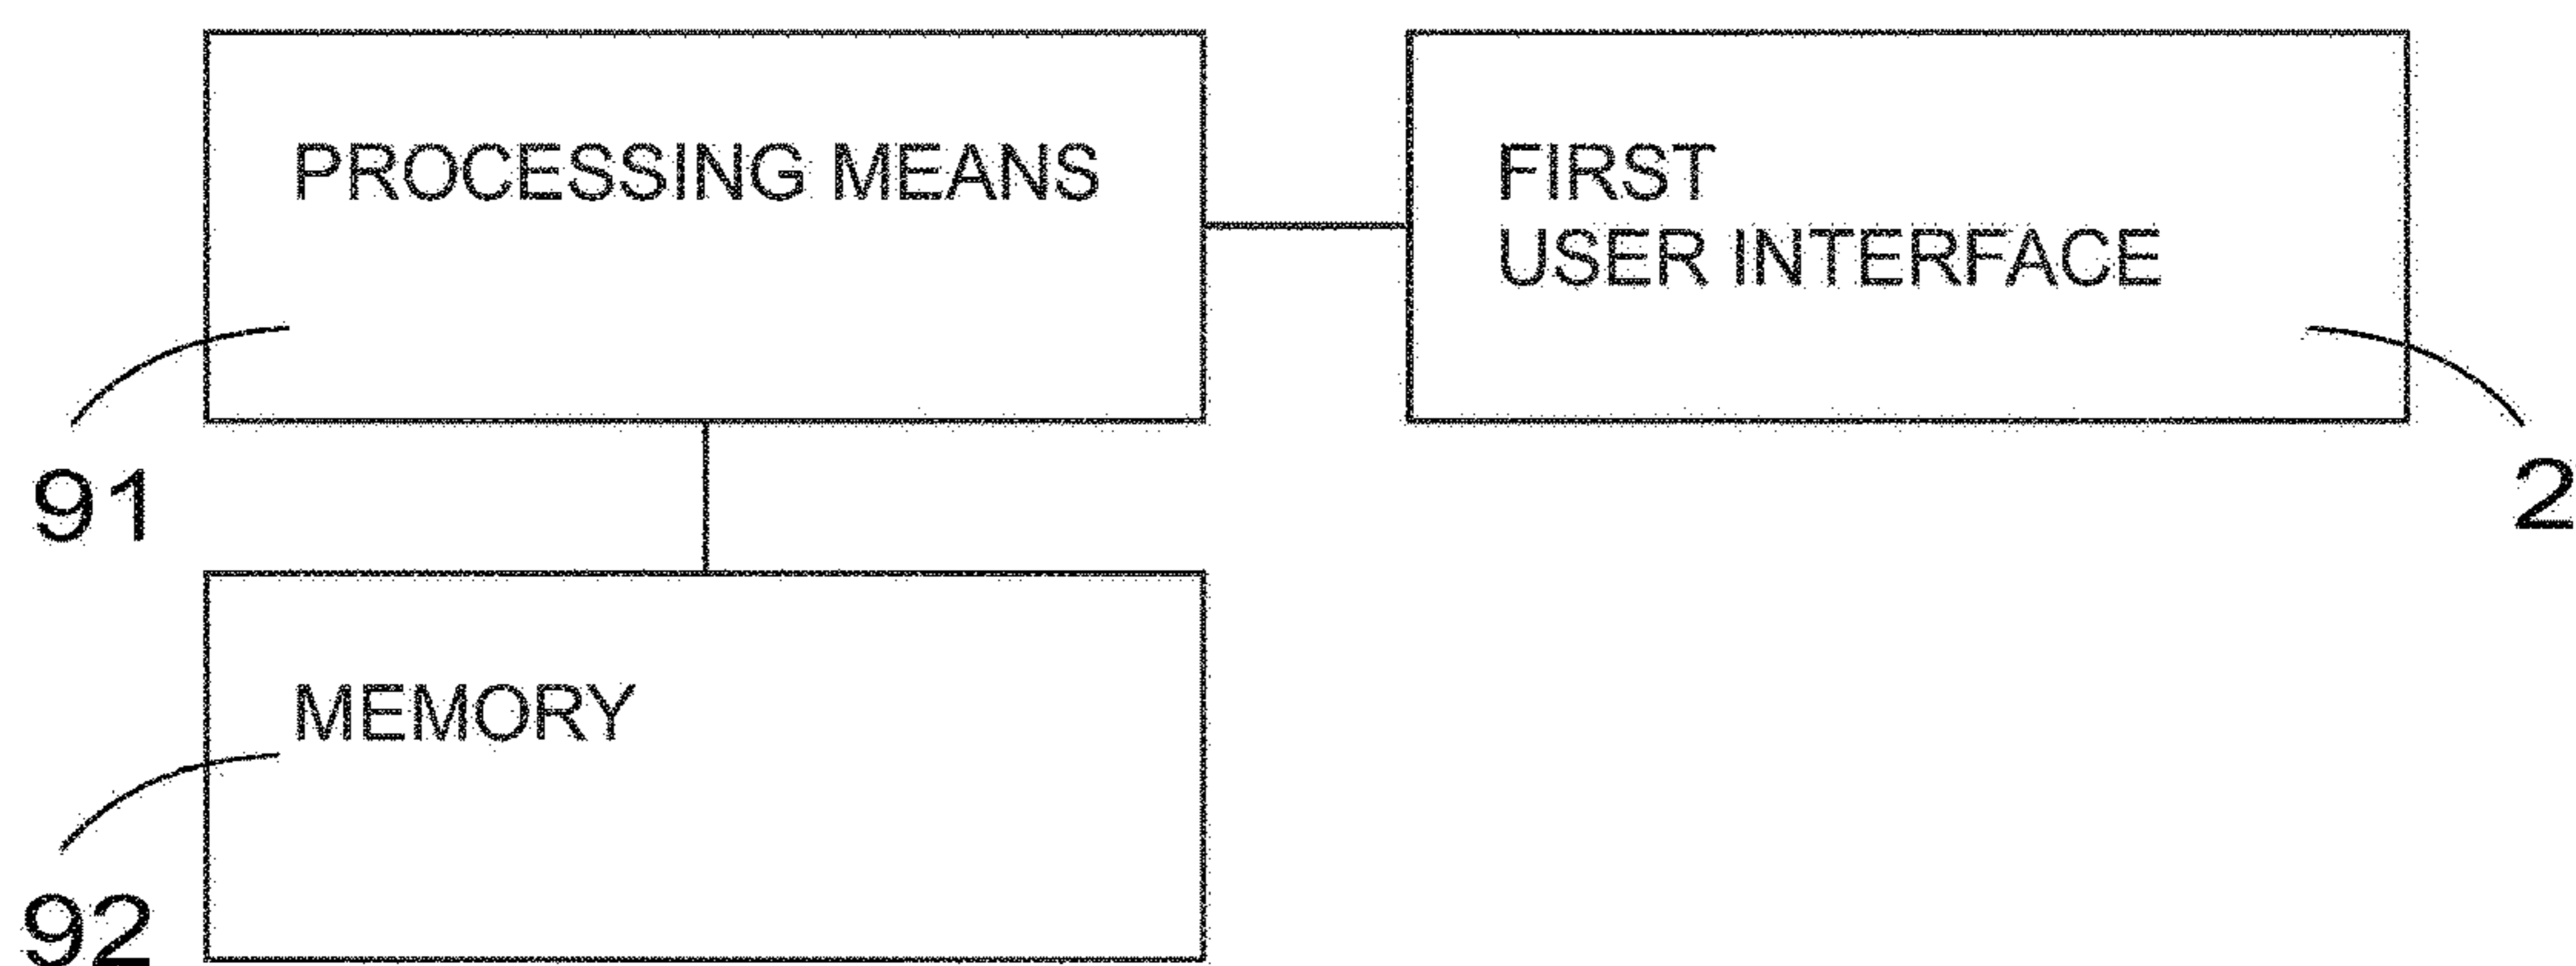 PROCESSING MEANS
FIRST
USER INTERFACE
91
2
MEMORY
92